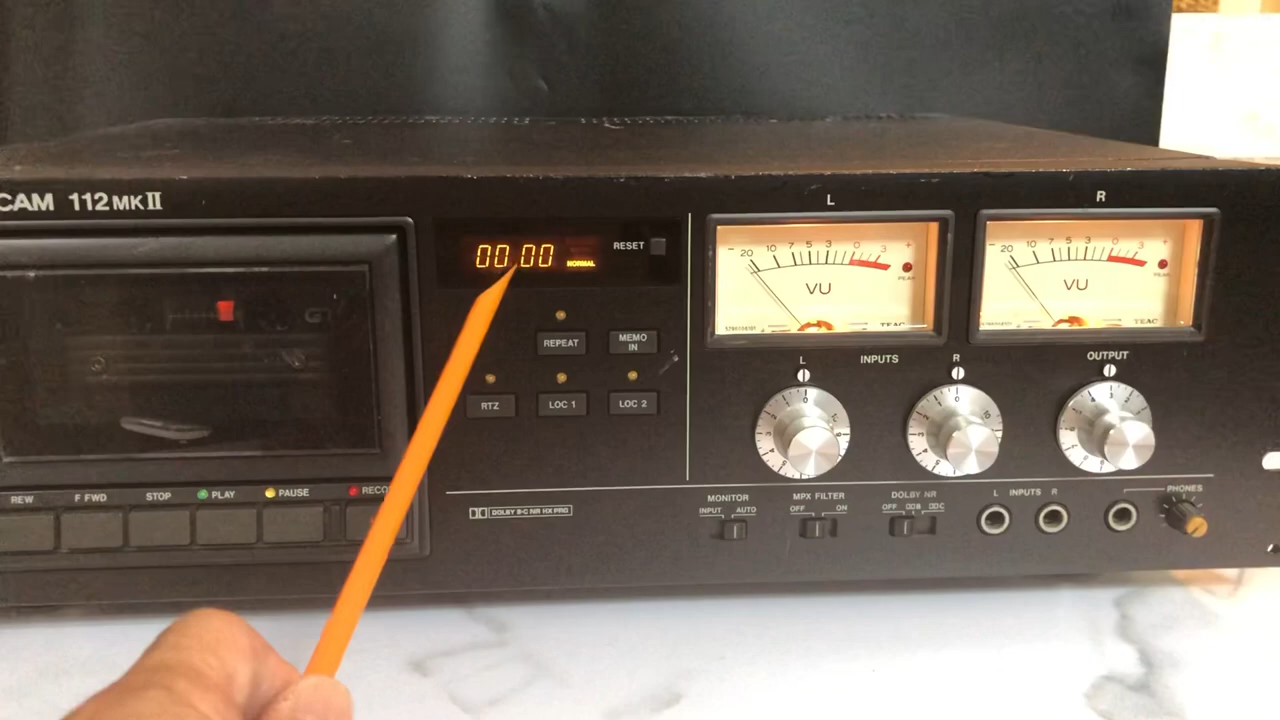 CAM 112 MK II
L
R
00 00
NORMAL
RESET
- 20 10 7 5 3 0 3 +
PEAK
VU
TEAC
- 20 10 7 5 3 0 3 +
PEAK
VU
TEAC
REPEAT
MEMO IN
RTZ
LOC 1
LOC 2
L INPUTS R
OUTPUT
REW
F FWD
STOP
PLAY
PAUSE
RECO
DOLBY B·C NR HX PRO
MONITOR
INPUT AUTO
MPX FILTER
OFF ON
DOLBY NR
OFF B C
L INPUTS R
PHONES